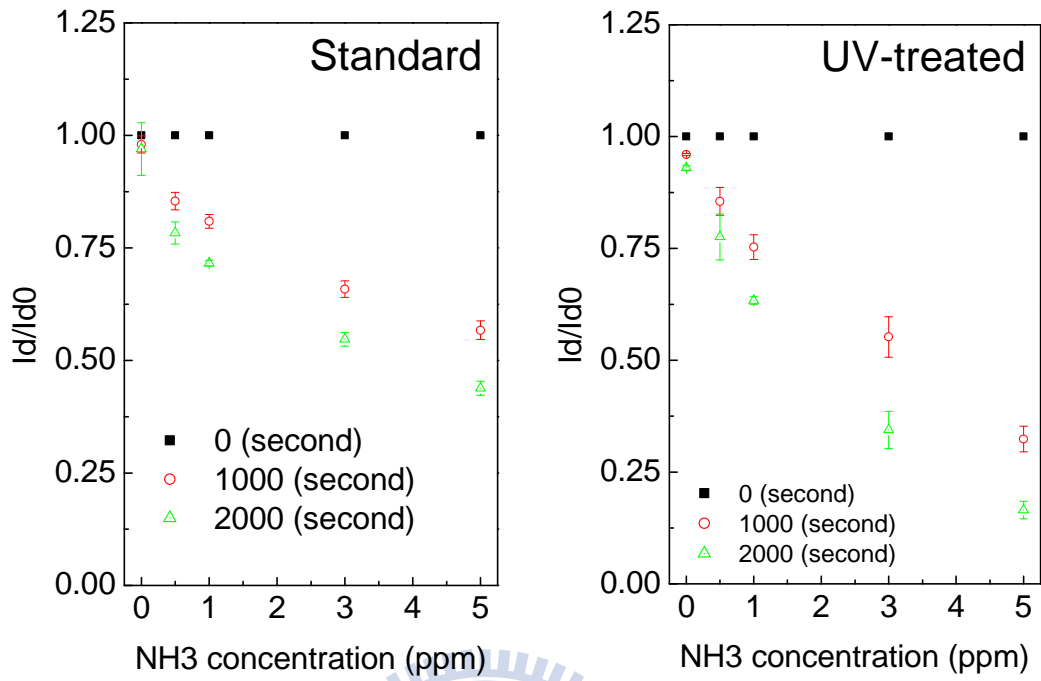 Standard
1.25
1.00
0.75
0.50
0.25
0.00
Id/Id0
0 (second)
1000 (second)
2000 (second)
0 1 2 3 4 5
NH3 concentration (ppm)
UV-treated
1.25
1.00
0.75
0.50
0.25
0.00
Id/Id0
0 (second)
1000 (second)
2000 (second)
0 1 2 3 4 5
NH3 concentration (ppm)